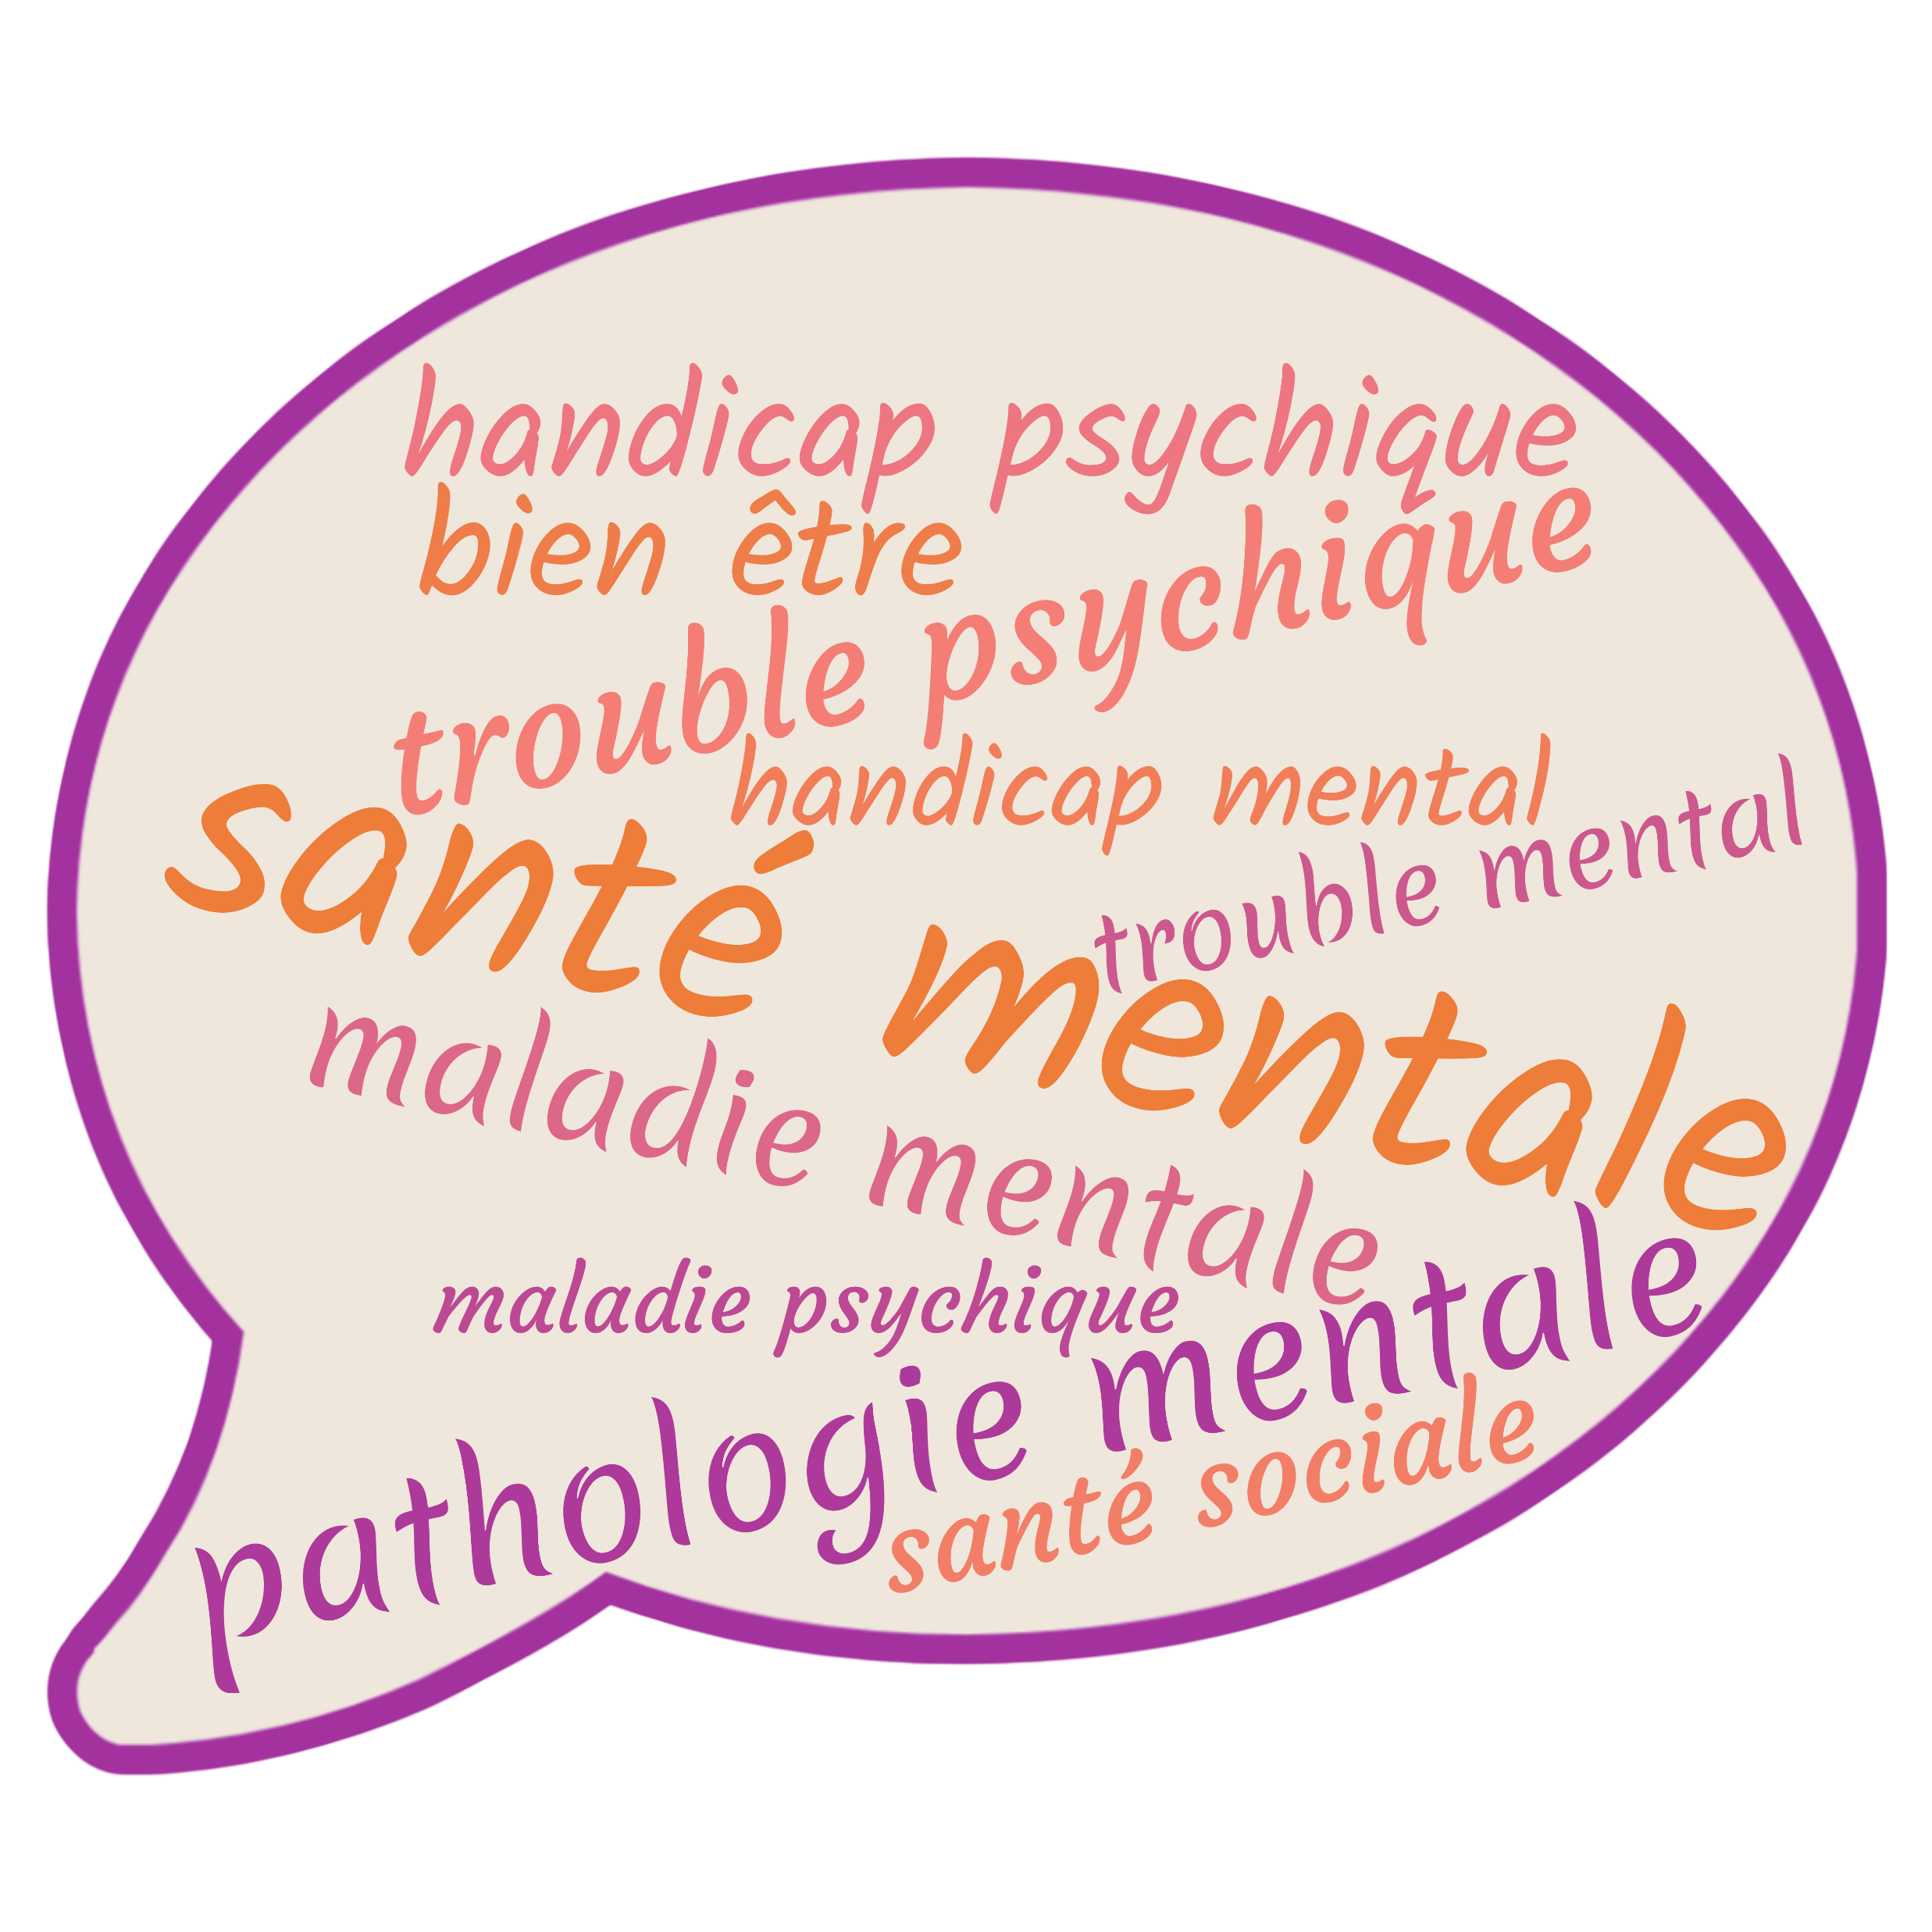 handicap psychique
bien être
trouble psychique
handicap mental
trouble mental
santé mentale
maladie mentale
maladie psychique
pathologie mentale
santé sociale